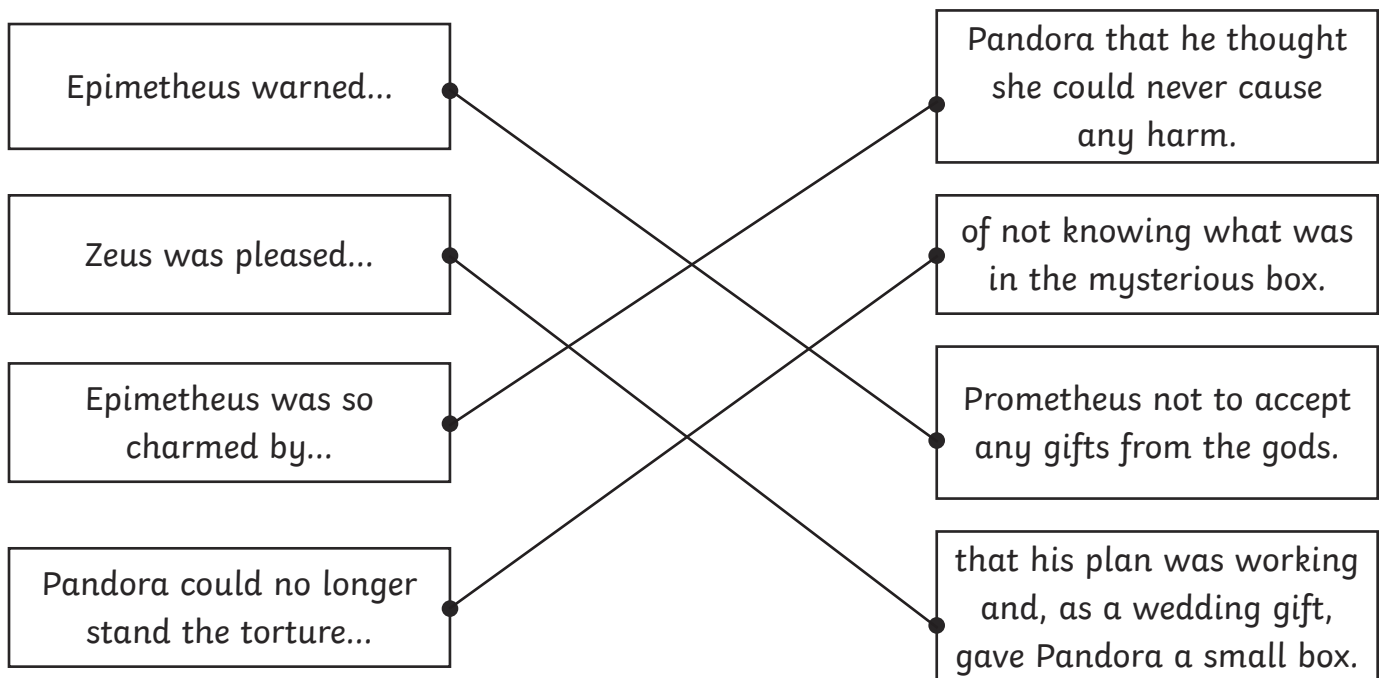 Epimetheus warned...
Zeus was pleased...
Epimetheus was so
charmed by...
Pandora could no longer
stand the torture...
Pandora that he thought
she could never cause
any harm.
of not knowing what was
in the mysterious box.
Prometheus not to accept
any gifts from the gods.
that his plan was working
and, as a wedding gift,
gave Pandora a small box.